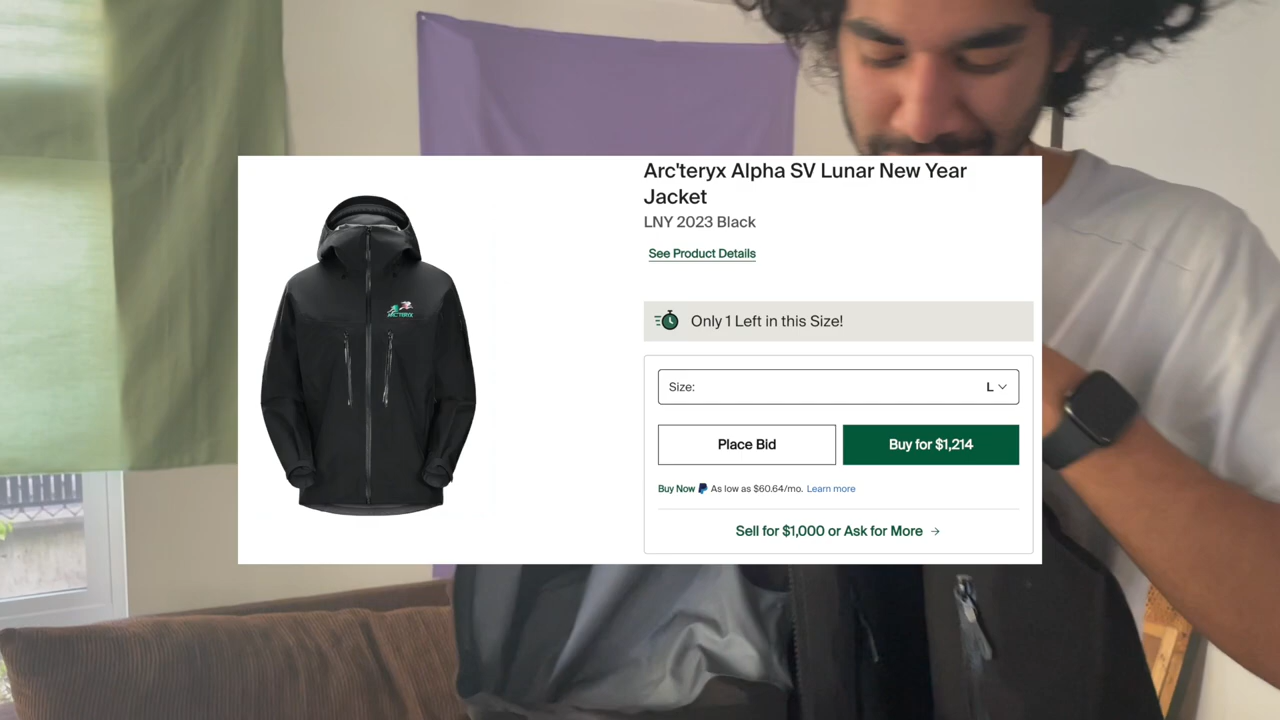 Arc'teryx Alpha SV Lunar New Year
Jacket
LNY 2023 Black
See Product Details
ARC'TERYX
Only 1 Left in this Size!
Size:
L
Place Bid
Buy for $1,214
Buy Now As low as $60.64/mo. Learn more
Sell for $1,000 or Ask for More →